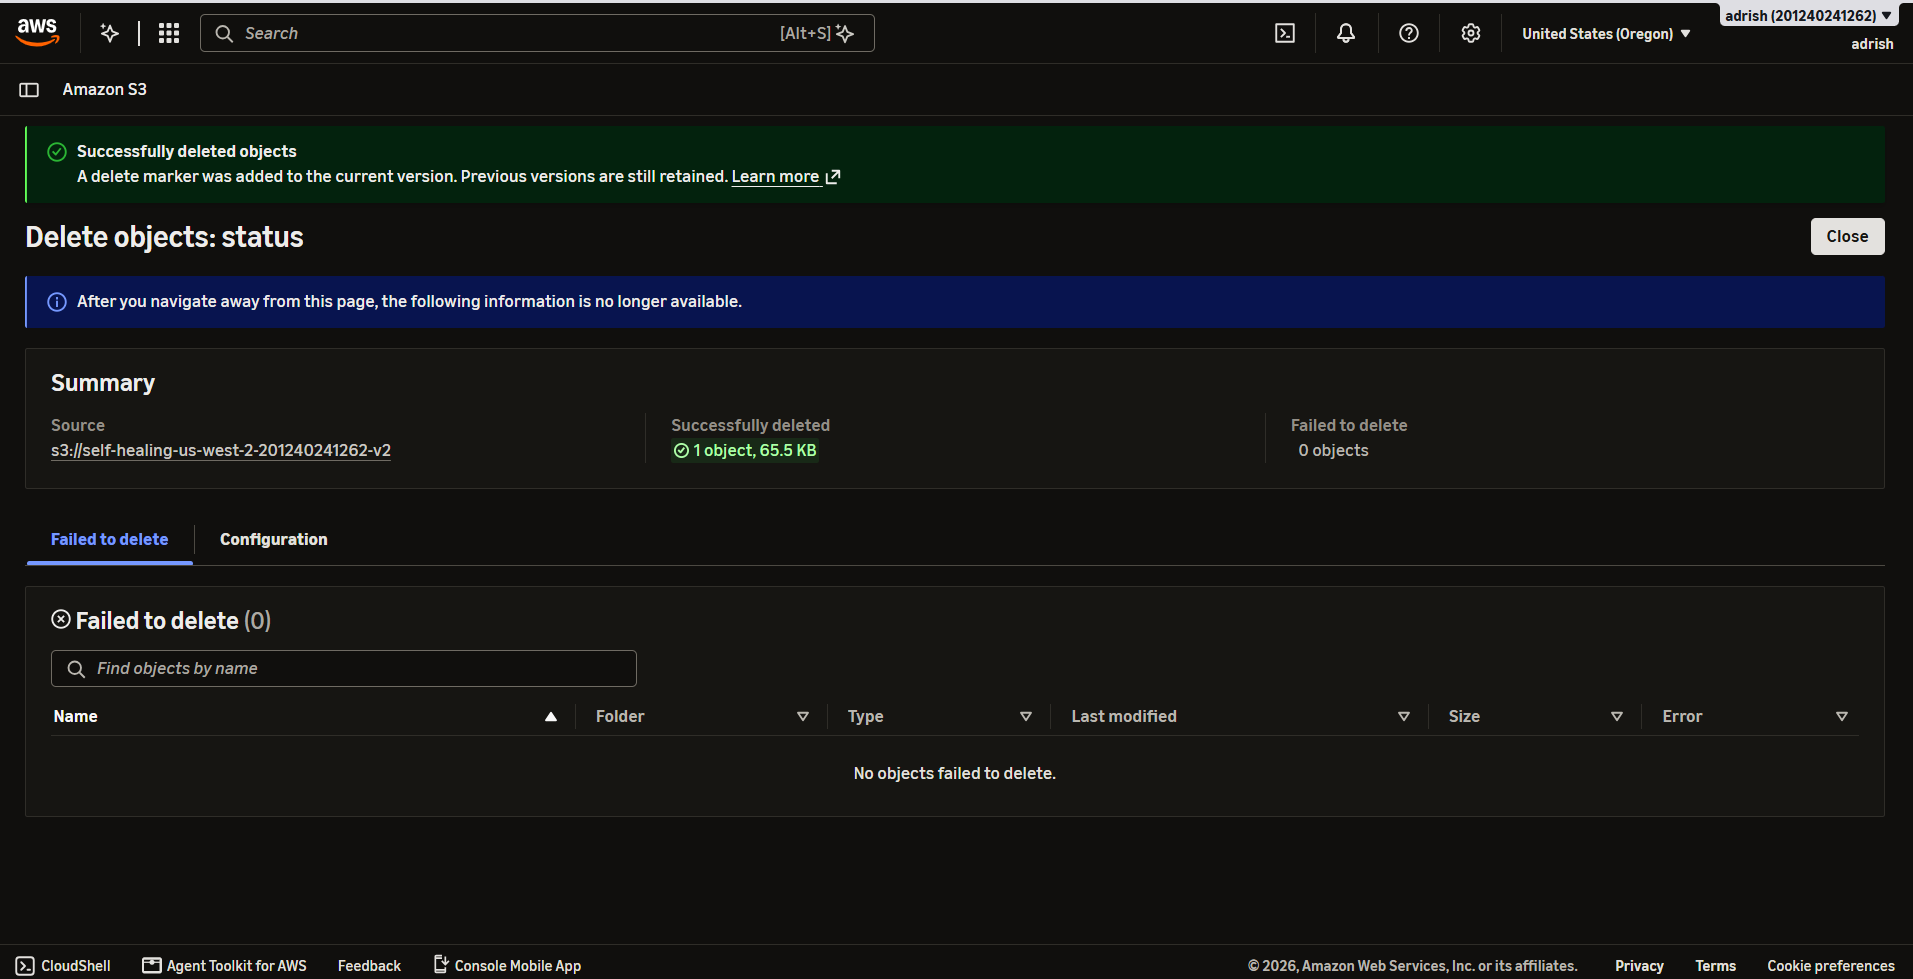 aws
Search
[Alt+S]
United States (Oregon)
adrish (201240241262)
adrish
Amazon S3
Successfully deleted objects
A delete marker was added to the current version. Previous versions are still retained. Learn more
Delete objects: status
Close
After you navigate away from this page, the following information is no longer available.
Summary
Source
s3://self-healing-us-west-2-201240241262-v2
Successfully deleted
1 object, 65.5 KB
Failed to delete
0 objects
Failed to delete
Configuration
Failed to delete (0)
Find objects by name
Name
Folder
Type
Last modified
Size
Error
No objects failed to delete.
CloudShell
Agent Toolkit for AWS
Feedback
Console Mobile App
© 2026, Amazon Web Services, Inc. or its affiliates.
Privacy
Terms
Cookie preferences